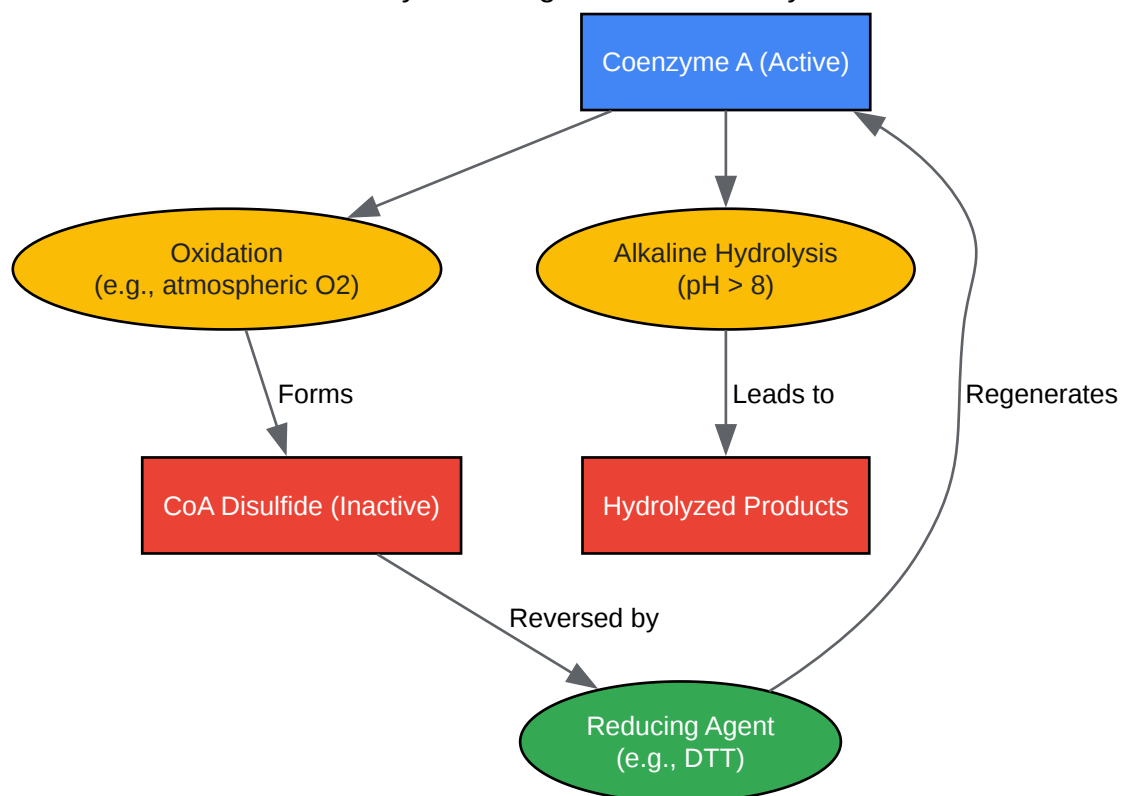 Coenzyme A (Active)
Oxidation
(e.g., atmospheric O2)
Alkaline Hydrolysis
(pH > 8)
Forms
Leads to
Regenerates
CoA Disulfide (Inactive)
Hydrolyzed Products
Reversed by
Reducing Agent
(e.g., DTT)